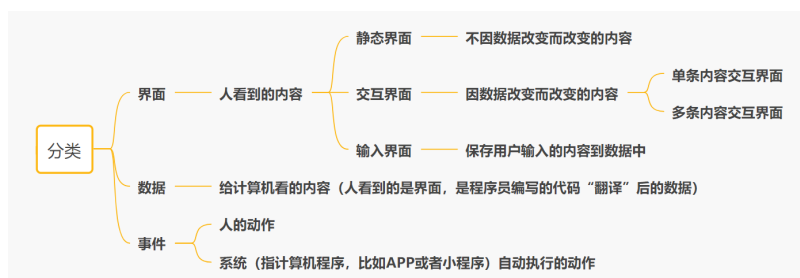 分类
界面
人看到的内容
静态界面
不因数据改变而改变的内容
交互界面
因数据改变而改变的内容
单条内容交互界面
多条内容交互界面
输入界面
保存用户输入的内容到数据中
数据
给计算机看的内容（人看到的是界面，是程序员编写的代码“翻译”后的数据）
事件
人的动作
系统（指计算机程序，比如APP或者小程序）自动执行的动作